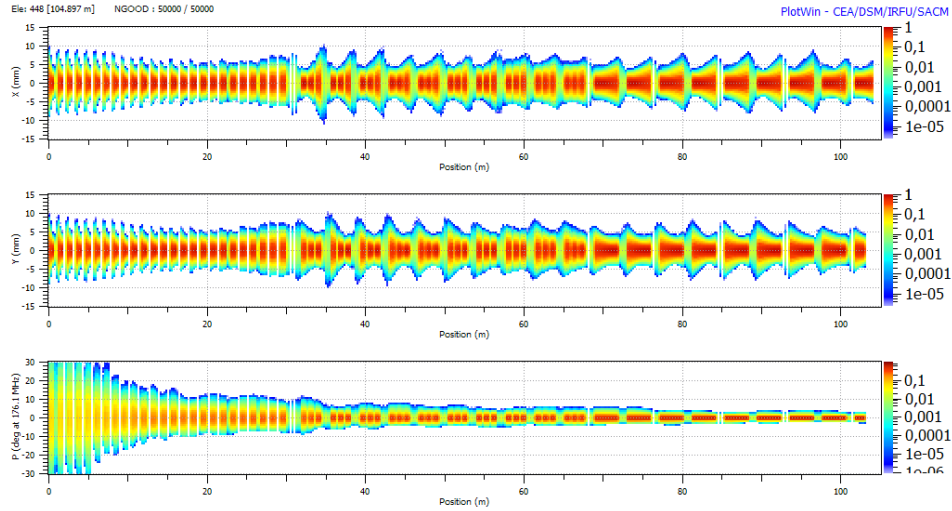 Ele: 448 [104.897 m] NGOOD : 50000 / 50000
PlotWin - CEA/DSM/IRFU/SACM
15
10
5
0
-5
-10
-15
X (mm)
0 20 40 60 80 100
Position (m)
1
0,1
0,01
0,001
0,0001
1e-05
15
10
5
0
-5
-10
-15
Y (mm)
0 20 40 60 80 100
Position (m)
1
0,1
0,01
0,001
0,0001
1e-05
30
20
10
0
-10
-20
-30
P (deg at 176.1 MHz)
0 20 40 60 80 100
Position (m)
0,1
0,01
0,001
0,0001
1e-05
1e-06